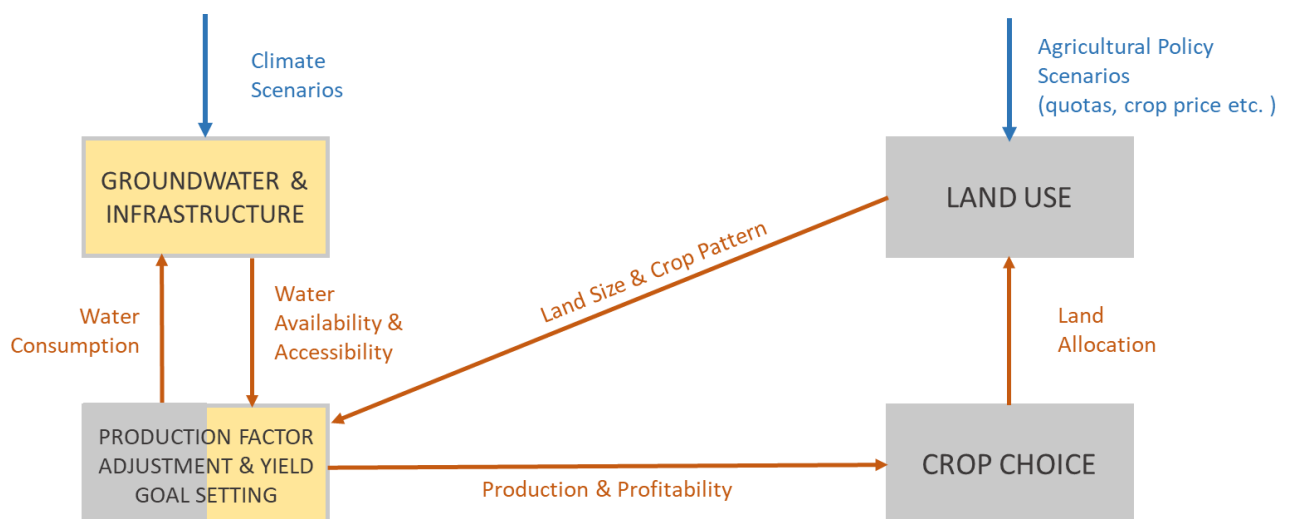 Climate
Scenarios
Agricultural Policy
Scenarios
(quotas, crop price etc. )
GROUNDWATER &
INFRASTRUCTURE
LAND USE
Land Size & Crop Pattern
Water
Consumption
Water
Availability &
Accessibility
Land
Allocation
PRODUCTION FACTOR
ADJUSTMENT & YIELD
GOAL SETTING
Production & Profitability
CROP CHOICE